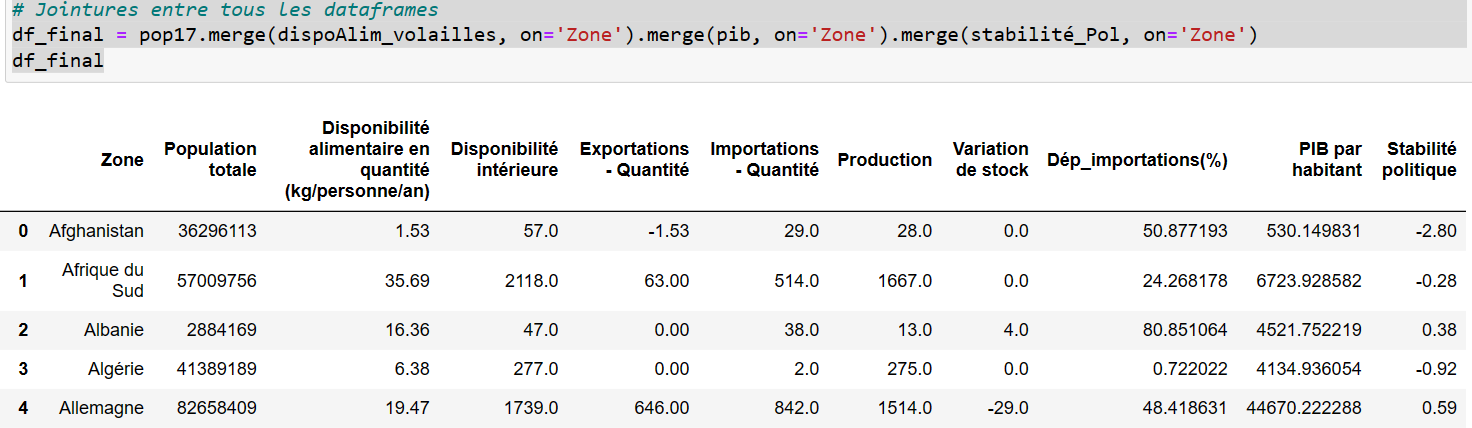 # Jointures entre tous les dataframes
df_final = pop17.merge(dispoAlim_volailles, on='Zone').merge(pib, on='Zone').merge(stabilité_Pol, on='Zone')
df_final
Zone Population totale Disponibilité alimentaire en quantité (kg/personne/an) Disponibilité intérieure Exportations - Quantité Importations - Quantité Production Variation de stock Dép_importations(%) PIB par habitant Stabilité politique
0 Afghanistan 36296113 1.53 57.0 -1.53 29.0 28.0 0.0 50.877193 530.149831 -2.80
1 Afrique du Sud 57009756 35.69 2118.0 63.00 514.0 1667.0 0.0 24.268178 6723.928582 -0.28
2 Albanie 2884169 16.36 47.0 0.00 38.0 13.0 4.0 80.851064 4521.752219 0.38
3 Algérie 41389189 6.38 277.0 0.00 2.0 275.0 0.0 0.722022 4134.936054 -0.92
4 Allemagne 82658409 19.47 1739.0 646.00 842.0 1514.0 -29.0 48.418631 44670.222288 0.59